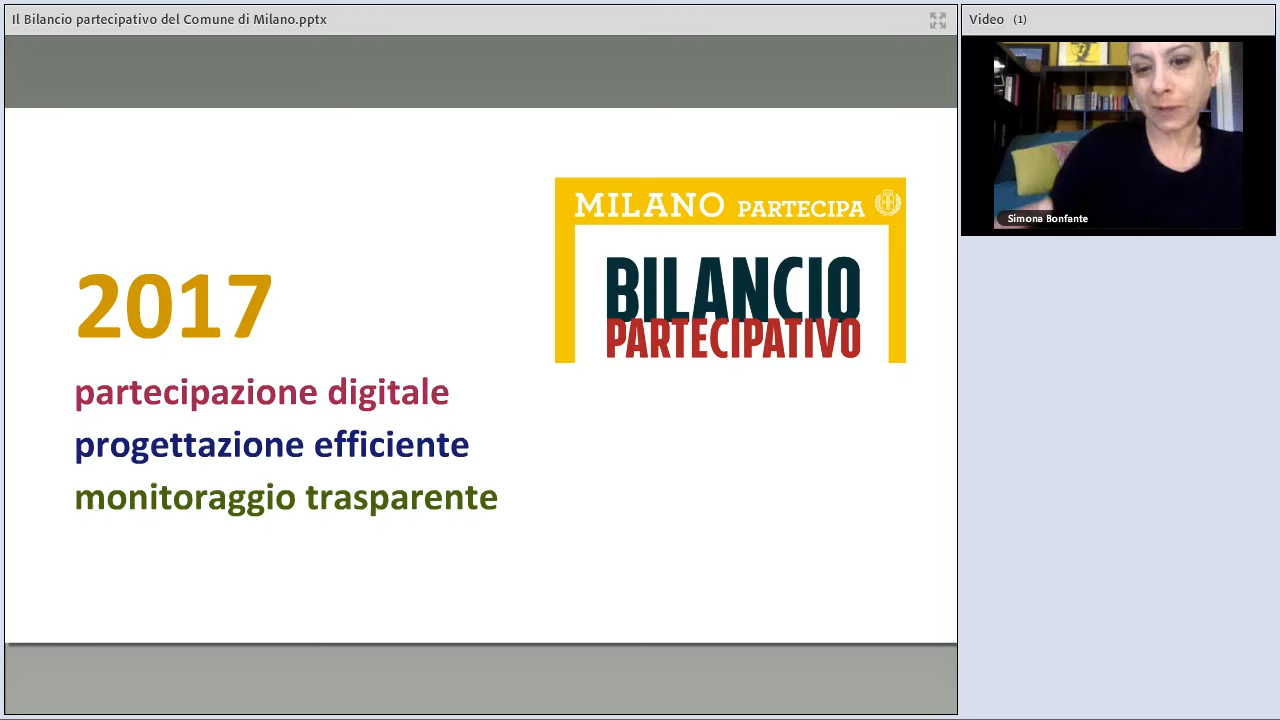 Il Bilancio partecipativo del Comune di Milano.pptx
Video (1)
Simona Bonfante
MILANO PARTECIPA
BILANCIO
PARTECIPATIVO
2017
partecipazione digitale
progettazione efficiente
monitoraggio trasparente